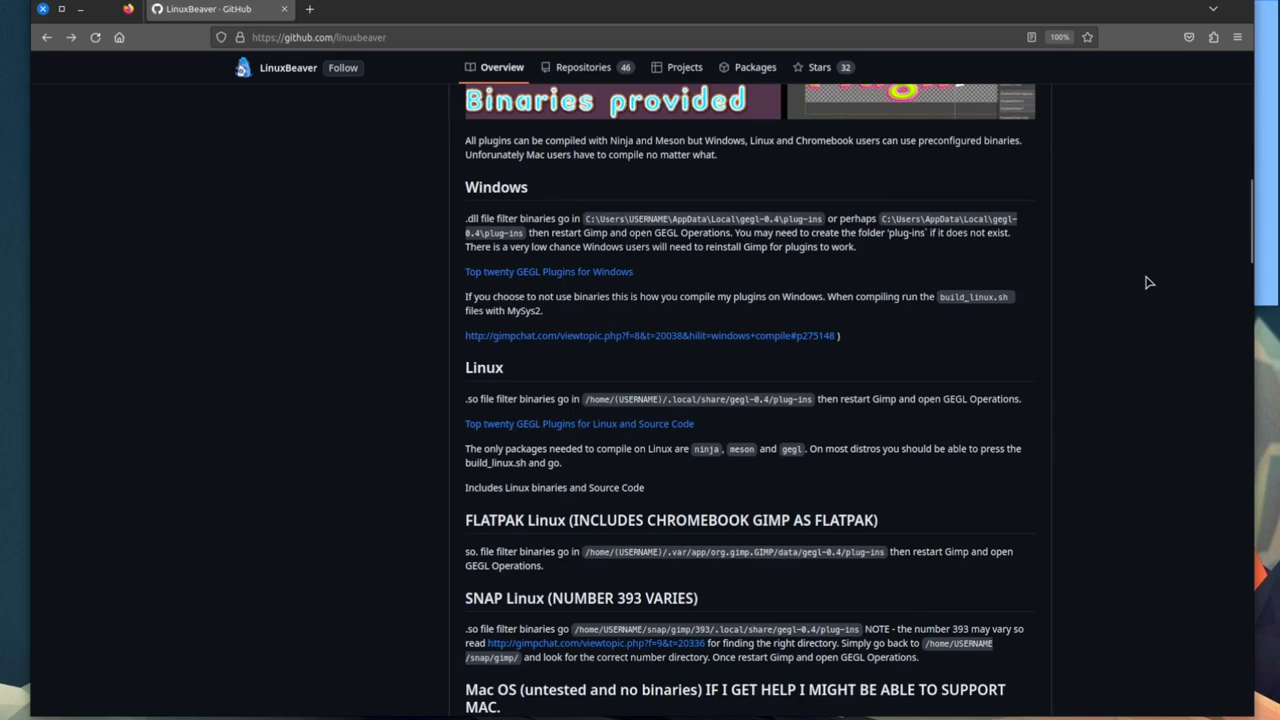 LinuxBeaver · GitHub
https://github.com/linuxbeaver
100%
LinuxBeaver Follow Overview Repositories 46 Projects Packages Stars 32
Binaries provided
All plugins can be compiled with Ninja and Meson but Windows, Linux and Chromebook users can use preconfigured binaries.
Unforunately Mac users have to compile no matter what.
Windows
.dll file filter binaries go in C:\Users\USERNAME\AppData\Local\gegl-0.4\plug-ins or perhaps C:\Users\AppData\Local\gegl-
0.4\plug-ins then restart Gimp and open GEGL Operations. You may need to create the folder 'plug-ins` if it does not exist.
There is a very low chance Windows users will need to reinstall Gimp for plugins to work.
Top twenty GEGL Plugins for Windows
If you choose to not use binaries this is how you compile my plugins on Windows. When compiling run the build_linux.sh
files with MySys2.
http://gimpchat.com/viewtopic.php?f=8&t=20038&hilit=windows+compile#p275148 )
Linux
.so file filter binaries go in /home/(USERNAME)/.local/share/gegl-0.4/plug-ins then restart Gimp and open GEGL Operations.
Top twenty GEGL Plugins for Linux and Source Code
The only packages needed to compile on Linux are ninja, meson and gegl. On most distros you should be able to press the
build_linux.sh and go.
Includes Linux binaries and Source Code
FLATPAK Linux (INCLUDES CHROMEBOOK GIMP AS FLATPAK)
so. file filter binaries go in /home/(USERNAME)/.var/app/org.gimp.GIMP/data/gegl-0.4/plug-ins then restart Gimp and open
GEGL Operations.
SNAP Linux (NUMBER 393 VARIES)
.so file filter binaries go /home/USERNAME/snap/gimp/393/.local/share/gegl-0.4/plug-ins NOTE - the number 393 may vary so
read http://gimpchat.com/viewtopic.php?f=9&t=20336 for finding the right directory. Simply go back to /home/USERNAME
/snap/gimp/ and look for the correct number directory. Once restart Gimp and open GEGL Operations.
Mac OS (untested and no binaries) IF I GET HELP I MIGHT BE ABLE TO SUPPORT
MAC.